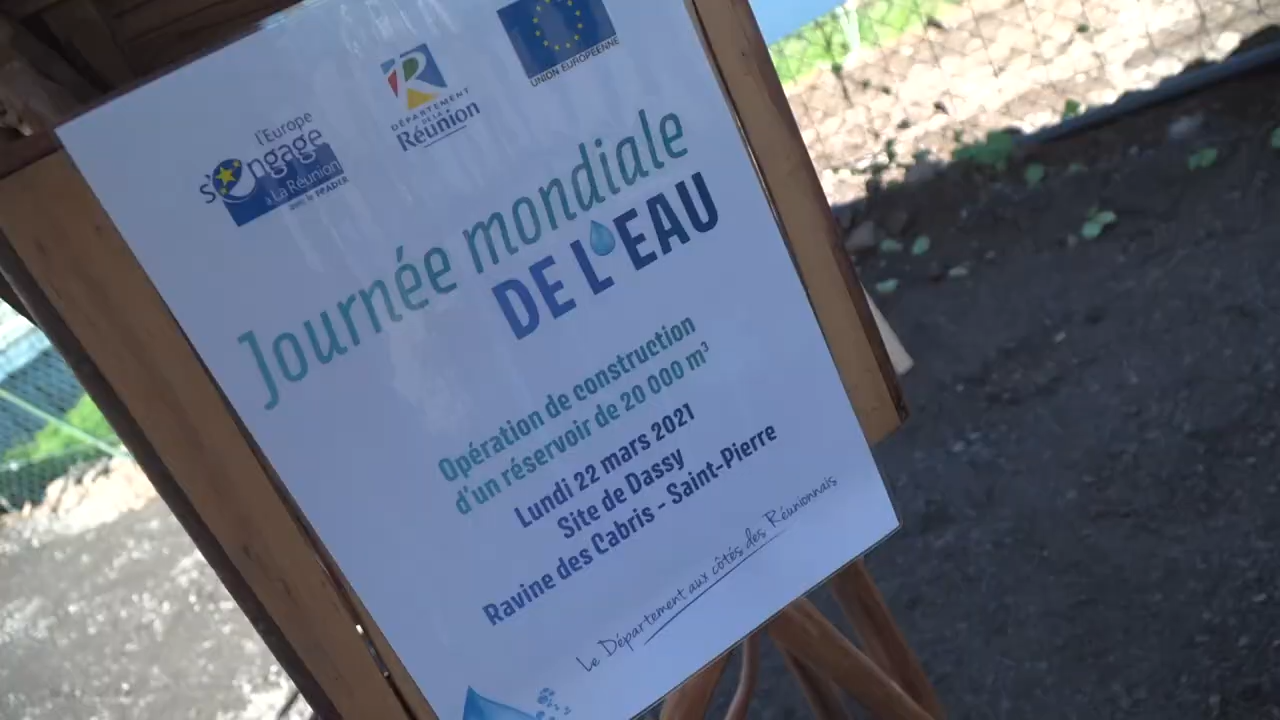 l'Europe
s'engage
à La Réunion
avec le FEADER
DÉPARTEMENT
DE LA
Réunion
UNION EUROPÉENNE
Journée mondiale
DE L'EAU
Opération de construction
d'un réservoir de 20 000 m³
Lundi 22 mars 2021
Site de Dassy
Ravine des Cabris - Saint-Pierre
Le Département aux côtés des Réunionnais